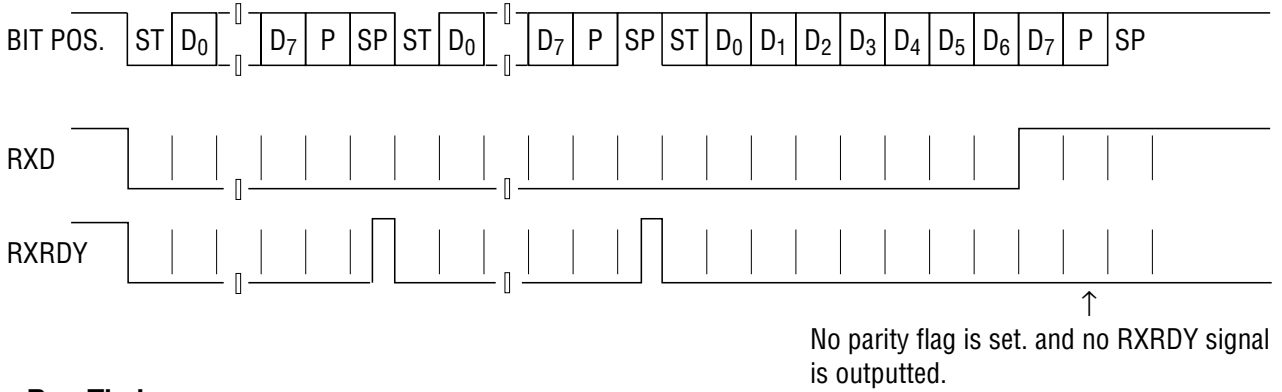 BIT POS. ST D₀ D₇ P SP ST D₀ D₇ P SP ST D₀ D₁ D₂ D₃ D₄ D₅ D₆ D₇ P SP
RXD
RXRDY
↑
No parity flag is set. and no RXRDY signal
is outputted.